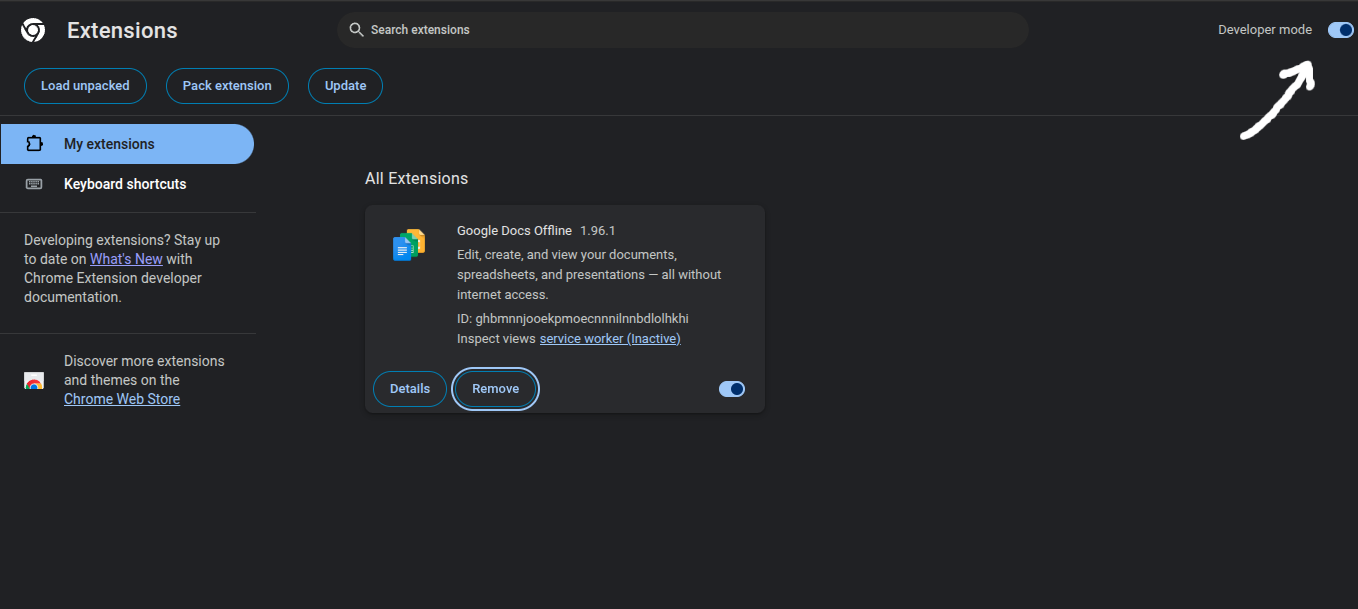 Extensions
Search extensions
Developer mode
Load unpacked
Pack extension
Update
My extensions
Keyboard shortcuts
Developing extensions? Stay up
to date on What's New with
Chrome Extension developer
documentation.
Discover more extensions
and themes on the
Chrome Web Store
All Extensions
Google Docs Offline 1.96.1
Edit, create, and view your documents,
spreadsheets, and presentations — all without
internet access.
ID: ghbmnnjooekpmoecnnnilnnbdlolhkhi
Inspect views service worker (Inactive)
Details
Remove